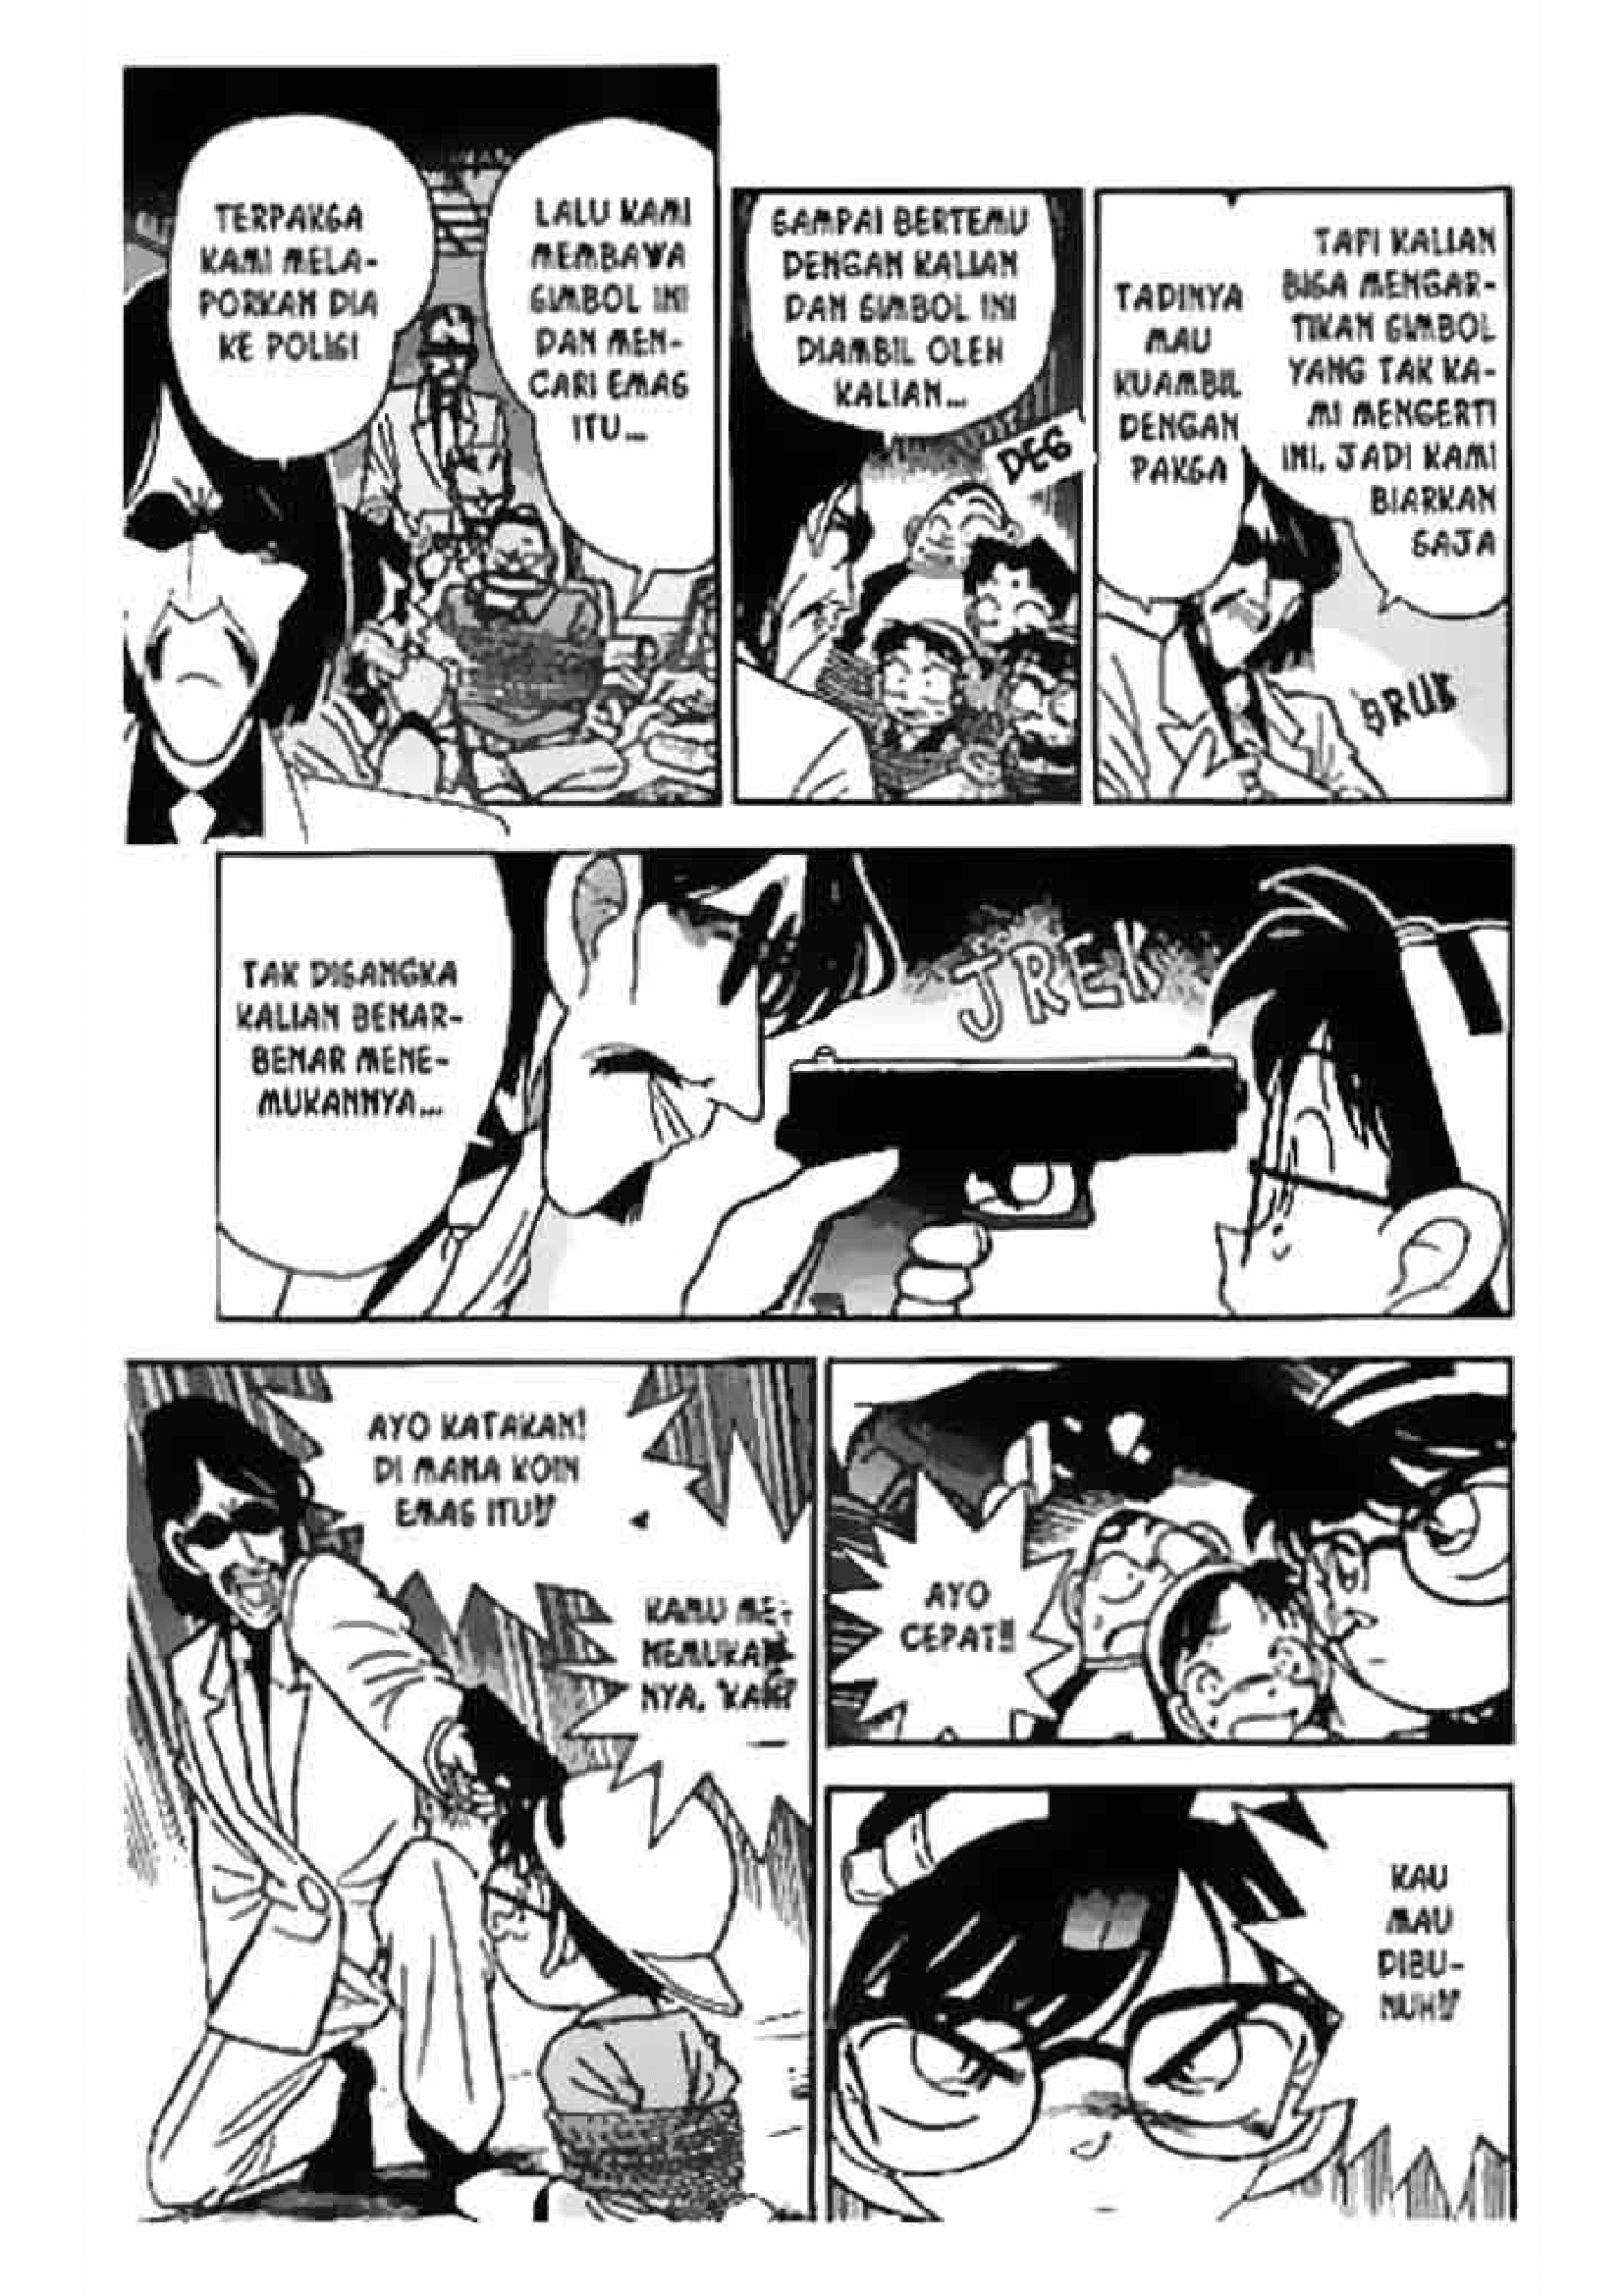 TERPAKSA
KAMI MELA-
PORKAN DIA
KE POLISI
LALU KAMI
MEMBAWA
SIMBOL INI
DAN MEN-
CARI EMAS
ITU...
SAMPAI BERTEMU
DENGAN KALIAN
DAN SIMBOL INI
DIAMBIL OLEH
KALIAN...
DEG
TADINYA
MAU
KUAMBIL
DENGAN
PAKSA
TAPI KALIAN
BISA MENGAR-
TIKAN SIMBOL
YANG TAK KA-
MI MENGERTI
INI. JADI KAMI
BIARKAN
SAJA
BRUK
TAK DISANGKA
KALIAN BENAR-
BENAR MENE-
MUKANNYA...
JREK
AYO KATAKAN!
DI MANA KOIN
EMAS ITU!?
KAMU ME-
NEMUKAN-
NYA, 'KAN?
AYO
CEPAT!!
KAU
MAU
DIBU-
NUH!?